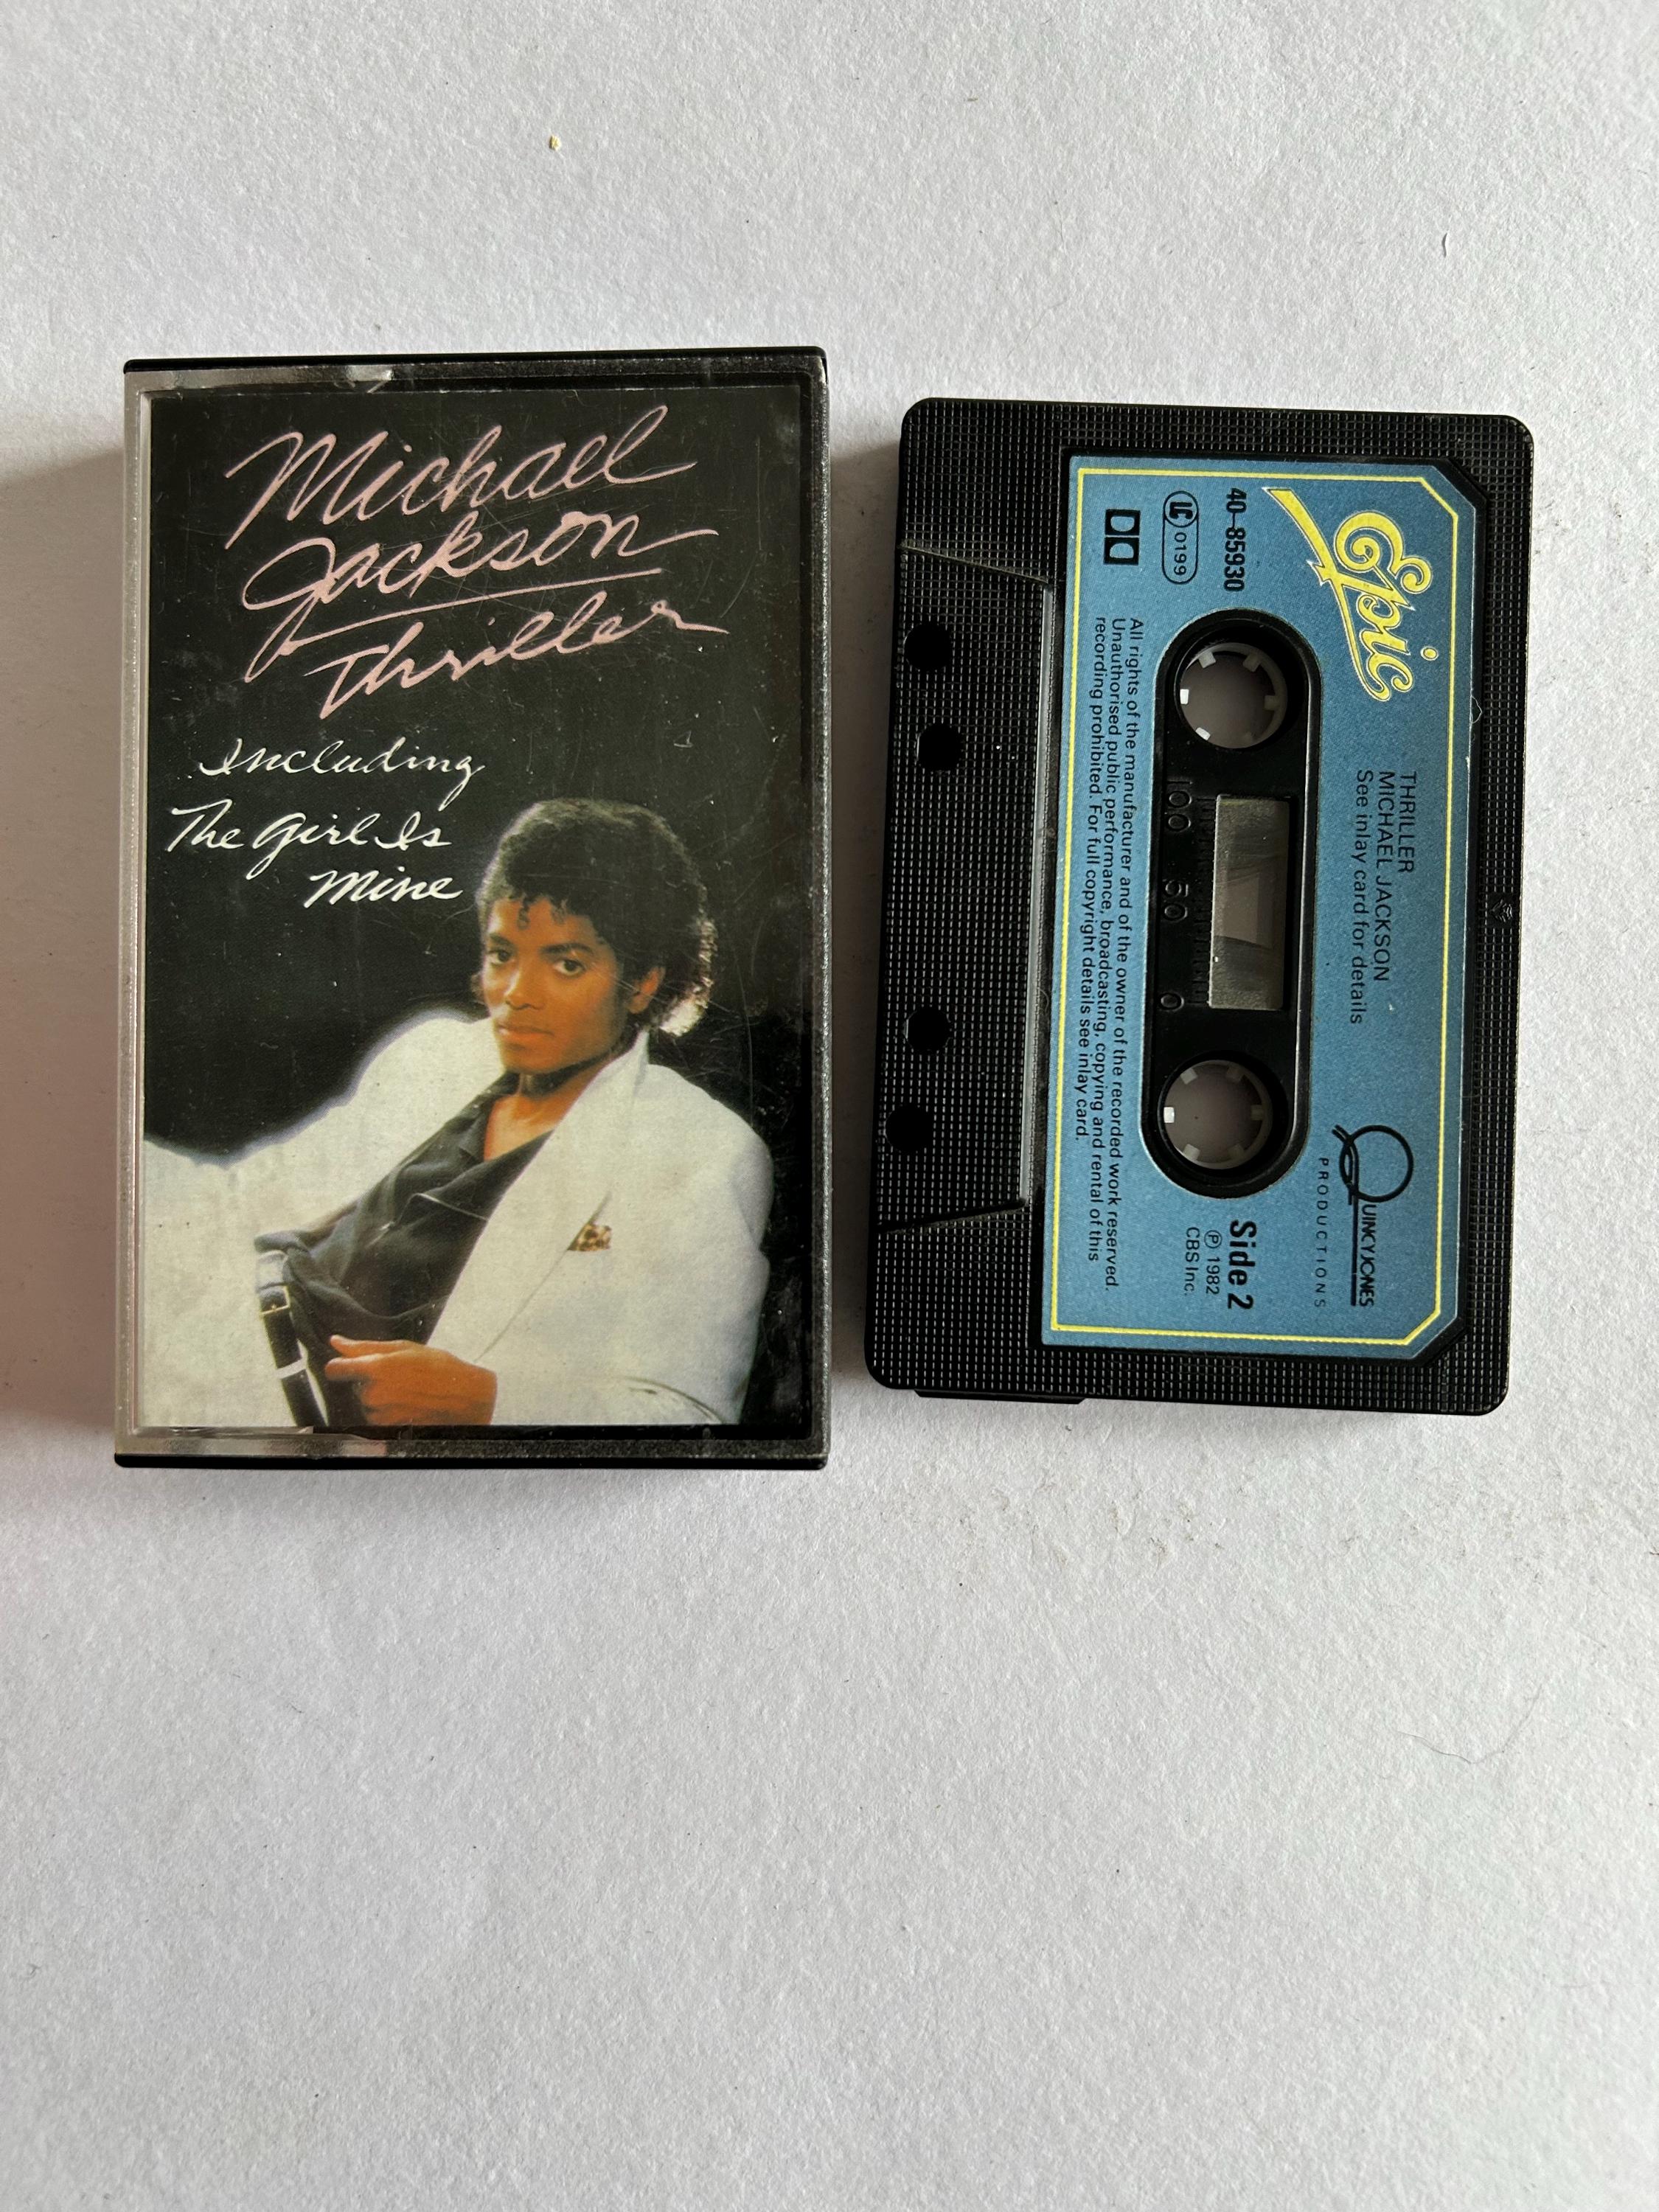 Michael
Jackson
Thriller
Including
The Girl Is
Mine
Epic
THRILLER
MICHAEL JACKSON
See inlay card for details
QUINCY JONES
PRODUCTIONS
40-85930
LC 0199
Side 2
℗ 1982
CBS Inc.
100 50 0
All rights of the manufacturer and of the owner of the recorded work reserved.
Unauthorised public performance, broadcasting, copying and rental of this
recording prohibited. For full copyright details see inlay card.